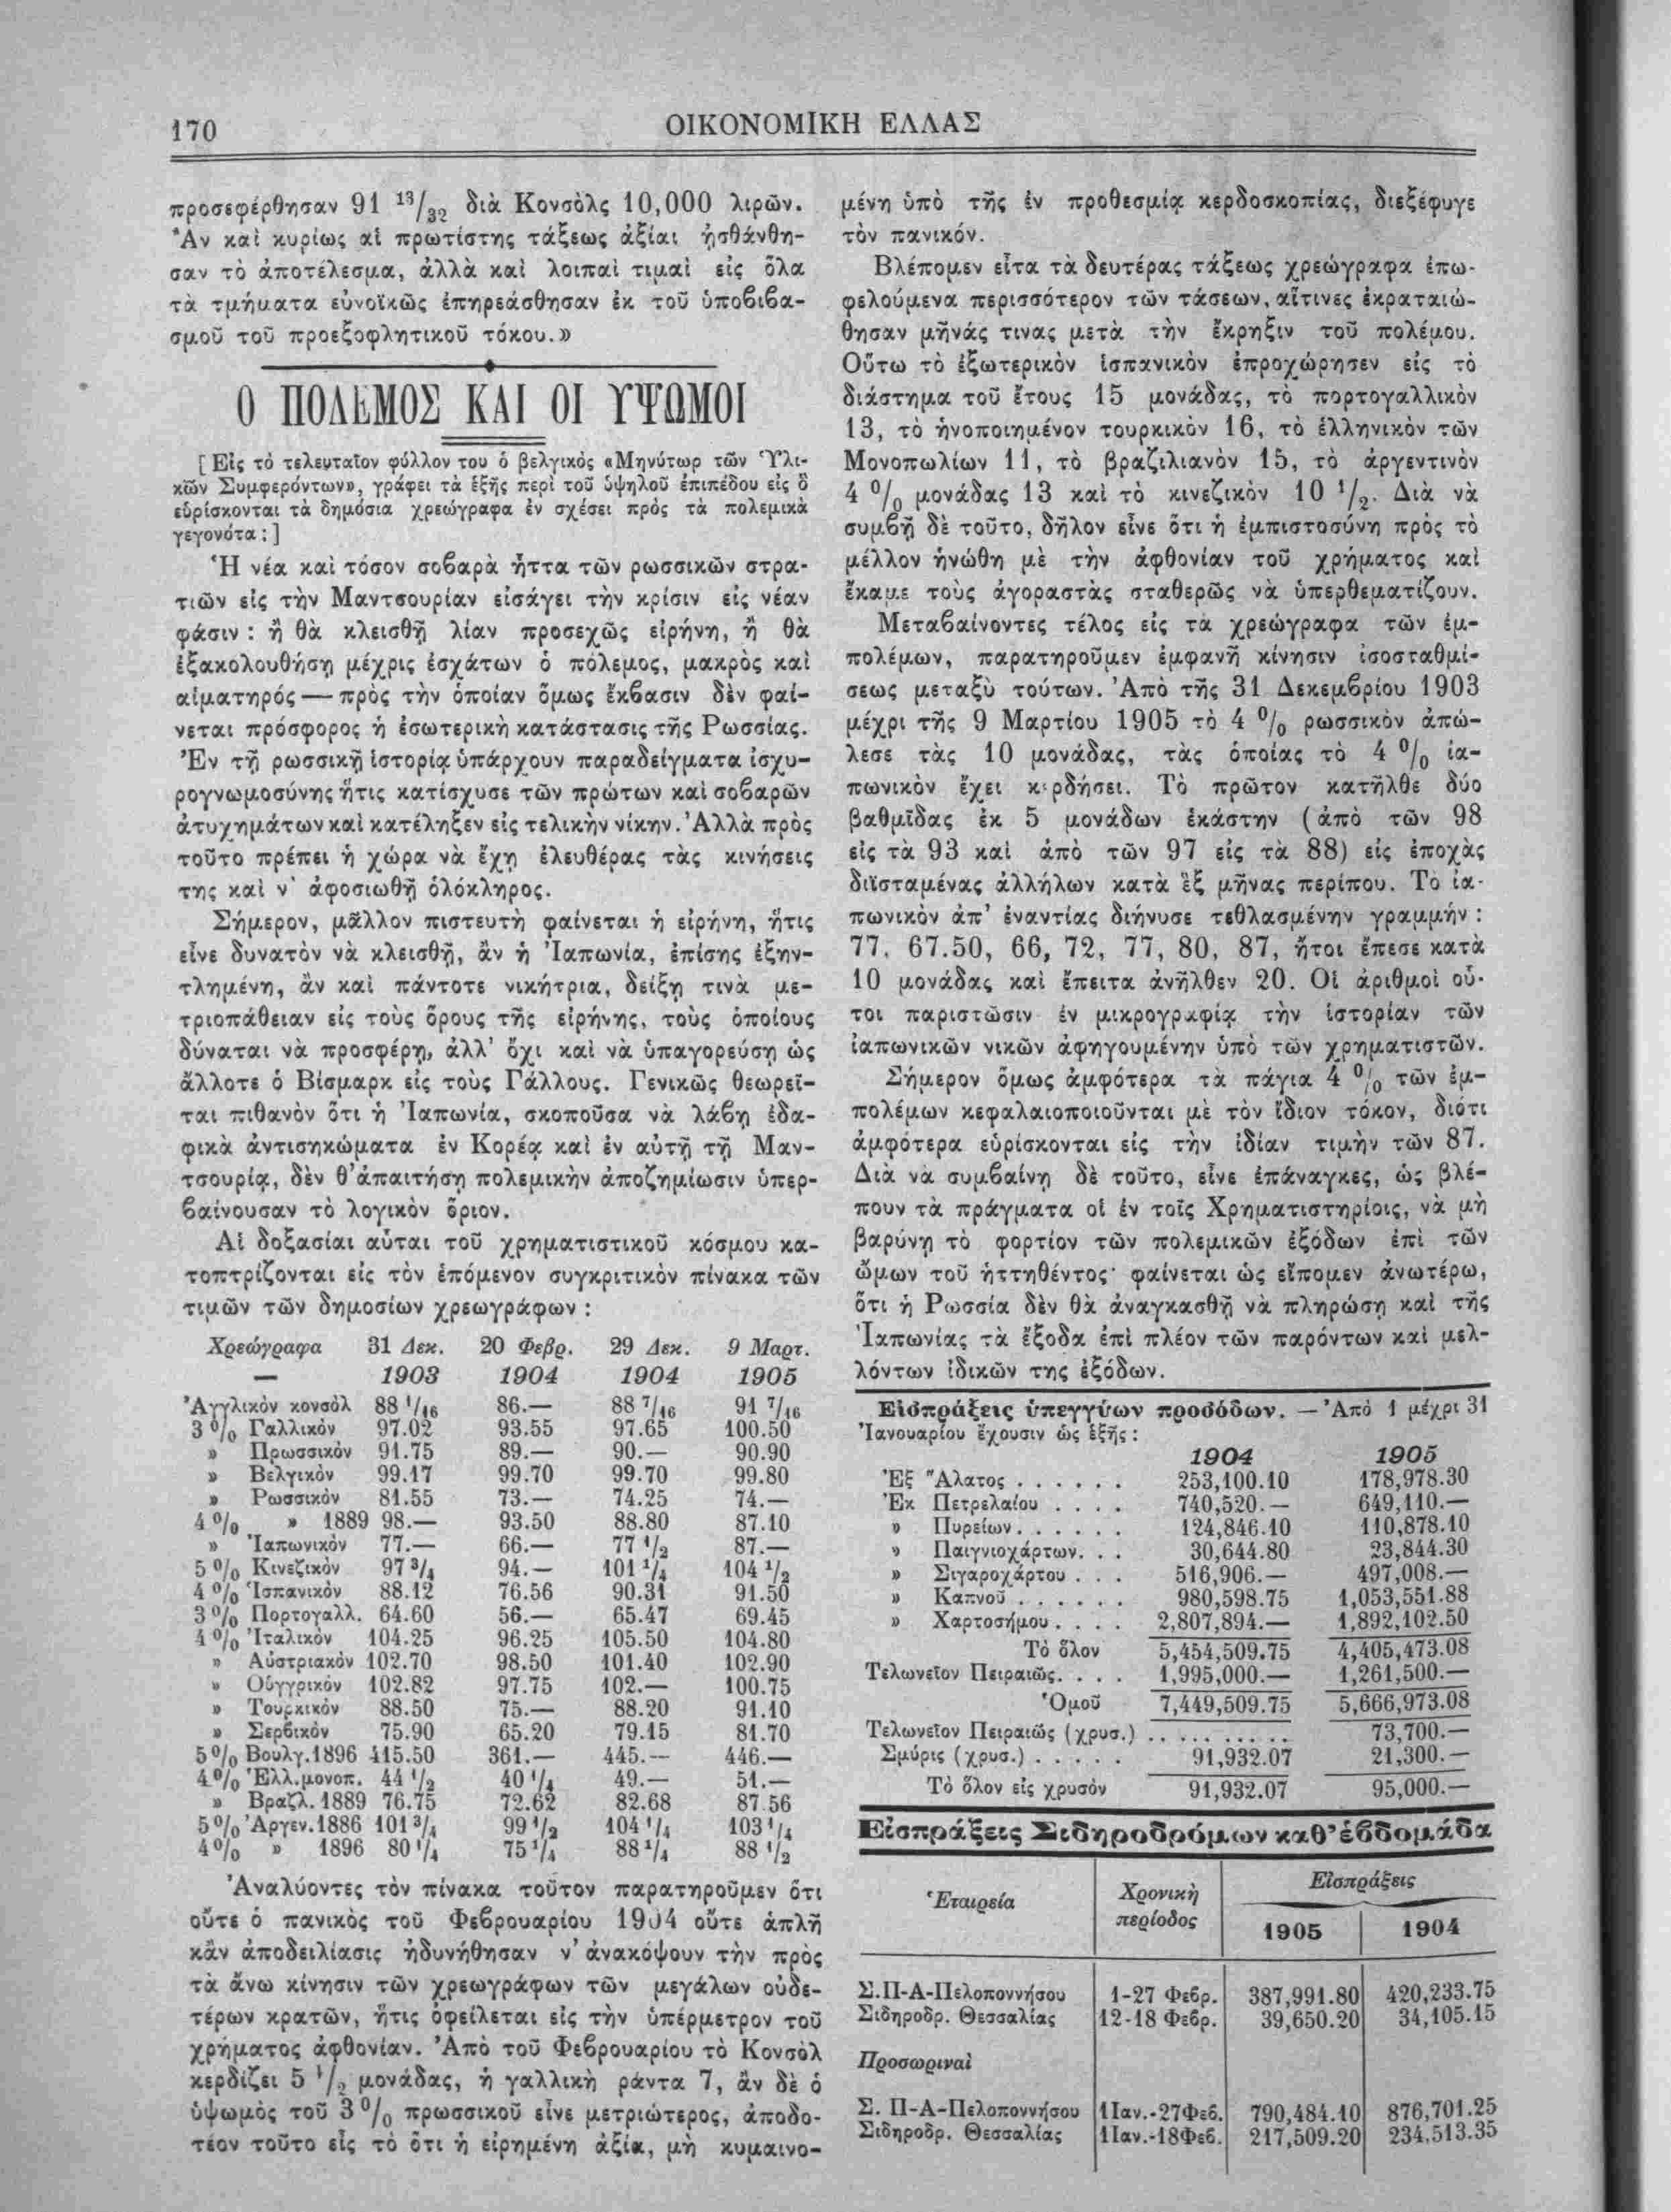 170
ΟΙΚΟΝΟΜΙΚΗ ΕΛΛΑΣ
προσεφέρθησαν 91 13/32 διὰ Κονσὸλς 10,000 λιρῶν.
Ἂν καὶ κυρίως αἱ πρωτίστης τάξεως ἀξίαι ᾐσθάνθη-
σαν τὸ ἀποτέλεσμα, ἀλλὰ καὶ λοιπαὶ τιμαὶ εἰς ὅλα
τὰ τμήματα εὐνοϊκῶς ἐπηρεάσθησαν ἐκ τοῦ ὑποβιβα-
σμοῦ τοῦ προεξοφλητικοῦ τόκου.»
Ο ΠΟΛΕΜΟΣ ΚΑΙ ΟΙ ΥΨΩΜΟΙ
[Εἰς τὸ τελευταῖον φύλλον του ὁ βελγικὸς «Μηνύτωρ τῶν Ὑλι-
κῶν Συμφερόντων», γράφει τὰ ἑξῆς περὶ τοῦ ὑψηλοῦ ἐπιπέδου εἰς ὃ
εὑρίσκονται τὰ δημόσια χρεώγραφα ἐν σχέσει πρὸς τὰ πολεμικὰ
γεγονότα :]
Ἡ νέα καὶ τόσον σοβαρὰ ἧττα τῶν ρωσσικῶν στρα-
τιῶν εἰς τὴν Μαντσουρίαν εἰσάγει τὴν κρίσιν εἰς νέαν
φάσιν : ἢ θὰ κλεισθῇ λίαν προσεχῶς εἰρήνη, ἢ θὰ
ἐξακολουθήσῃ μέχρις ἐσχάτων ὁ πόλεμος, μακρὸς καὶ
αἱματηρός — πρὸς τὴν ὁποίαν ὅμως ἔκβασιν δὲν φαί-
νεται πρόσφορος ἡ ἐσωτερικὴ κατάστασις τῆς Ρωσσίας.
Ἐν τῇ ρωσσικῇ ἱστορίᾳ ὑπάρχουν παραδείγματα ἰσχυ-
ρογνωμοσύνης ἥτις κατίσχυσε τῶν πρώτων καὶ σοβαρῶν
ἀτυχημάτων καὶ κατέληξεν εἰς τελικὴν νίκην. Ἀλλὰ πρὸς
τοῦτο πρέπει ἡ χώρα νὰ ἔχῃ ἐλευθέρας τὰς κινήσεις
της καὶ ν' ἀφοσιωθῇ ὁλόκληρος.
Σήμερον, μᾶλλον πιστευτὴ φαίνεται ἡ εἰρήνη, ἥτις
εἶνε δυνατὸν νὰ κλεισθῇ, ἂν ἡ Ἰαπωνία, ἐπίσης ἐξην-
τλημένη, ἂν καὶ πάντοτε νικήτρια, δείξῃ τινὰ με-
τριοπάθειαν εἰς τοὺς ὅρους τῆς εἰρήνης, τοὺς ὁποίους
δύναται νὰ προσφέρῃ, ἀλλ' ὄχι καὶ νὰ ὑπαγορεύσῃ ὡς
ἄλλοτε ὁ Βίσμαρκ εἰς τοὺς Γάλλους. Γενικῶς θεωρεῖ-
ται πιθανὸν ὅτι ἡ Ἰαπωνία, σκοποῦσα νὰ λάβῃ ἐδα-
φικὰ ἀντισηκώματα ἐν Κορέᾳ καὶ ἐν αὐτῇ τῇ Μαν-
τσουρίᾳ, δὲν θ' ἀπαιτήσῃ πολεμικὴν ἀποζημίωσιν ὑπερ-
βαίνουσαν τὸ λογικὸν ὅριον.
Αἱ δοξασίαι αὗται τοῦ χρηματιστικοῦ κόσμου κα-
τοπτρίζονται εἰς τὸν ἑπόμενον συγκριτικὸν πίνακα τῶν
τιμῶν τῶν δημοσίων χρεωγράφων :
Χρεώγραφα 31 Δεκ. 20 Φεβρ. 29 Δεκ. 9 Μαρτ.
— 1903 1904 1904 1905
Ἀγγλικὸν κονσὸλ 88 1/16 86.— 88 7/16 91 7/16
3 0/0 Γαλλικὸν 97.02 93.55 97.65 100.50
» Πρωσσικὸν 91.75 89.— 90.— 90.90
» Βελγικὸν 99.17 99.70 99.70 99.80
» Ρωσσικὸν 81.55 73.— 74.25 74.—
4 0/0 » 1889 98.— 93.50 88.80 87.10
» Ἰαπωνικὸν 77.— 66.— 77 1/2 87.—
5 0/0 Κινεζικὸν 97 3/4 94.— 101 1/4 104 1/2
4 0/0 Ἱσπανικὸν 88.12 76.56 90.31 91.50
3 0/0 Πορτογαλλ. 64.60 56.— 65.47 69.45
4 0/0 Ἰταλικὸν 104.25 96.25 105.50 104.80
» Αὐστριακὸν 102.70 98.50 101.40 102.90
» Οὑγγρικὸν 102.82 97.75 102.— 100.75
» Τουρκικὸν 88.50 75.— 88.20 91.10
» Σερβικὸν 75.90 65.20 79.15 81.70
5 0/0 Βουλγ. 1896 415.50 361.— 445.— 446.—
4 0/0 Ἑλλ. μονοπ. 44 1/2 40 1/4 49.— 51.—
» Βραζλ. 1889 76.75 72.62 82.68 87.56
5 0/0 Ἀργεν. 1886 101 3/4 99 1/2 104 1/4 103 1/4
4 0/0 » 1896 80 1/4 75 1/4 88 1/4 88 1/2
Ἀναλύοντες τὸν πίνακα τοῦτον παρατηροῦμεν ὅτι
οὔτε ὁ πανικὸς τοῦ Φεβρουαρίου 1904 οὔτε ἁπλῆ
κἂν ἀποδειλίασις ἠδυνήθησαν ν' ἀνακόψουν τὴν πρὸς
τὰ ἄνω κίνησιν τῶν χρεωγράφων τῶν μεγάλων οὐδε-
τέρων κρατῶν, ἥτις ὀφείλεται εἰς τὴν ὑπέρμετρον τοῦ
χρήματος ἀφθονίαν. Ἀπὸ τοῦ Φεβρουαρίου τὸ Κονσὸλ
κερδίζει 5 1/2 μονάδας, ἡ γαλλικὴ ράντα 7, ἂν δὲ ὁ
ὑψωμὸς τοῦ 3 0/0 πρωσσικοῦ εἶνε μετριώτερος, ἀποδο-
τέον τοῦτο εἰς τὸ ὅτι ἡ εἰρημένη ἀξία, μὴ κυμαινο-
μένη ὑπὸ τῆς ἐν προθεσμίᾳ κερδοσκοπίας, διεξέφυγε
τὸν πανικόν.
Βλέπομεν εἶτα τὰ δευτέρας τάξεως χρεώγραφα ἐπω-
φελούμενα περισσότερον τῶν τάσεων, αἵτινες ἐκραταιώ-
θησαν μῆνάς τινας μετὰ τὴν ἔκρηξιν τοῦ πολέμου.
Οὕτω τὸ ἐξωτερικὸν ἱσπανικὸν ἐπροχώρησεν εἰς τὸ
διάστημα τοῦ ἔτους 15 μονάδας, τὸ πορτογαλλικὸν
13, τὸ ἡνοποιημένον τουρκικὸν 16, τὸ ἑλληνικὸν τῶν
Μονοπωλίων 11, τὸ βραζιλιανὸν 15, τὸ ἀργεντινὸν
4 0/0 μονάδας 13 καὶ τὸ κινεζικὸν 10 1/2. Διὰ νὰ
συμβῇ δὲ τοῦτο, δῆλον εἶνε ὅτι ἡ ἐμπιστοσύνη πρὸς τὸ
μέλλον ἡνώθη μὲ τὴν ἀφθονίαν τοῦ χρήματος καὶ
ἔκαμε τοὺς ἀγοραστὰς σταθερῶς νὰ ὑπερθεματίζουν.
Μεταβαίνοντες τέλος εἰς τὰ χρεώγραφα τῶν ἐμ-
πολέμων, παρατηροῦμεν ἐμφανῆ κίνησιν ἰσοσταθμί-
σεως μεταξὺ τούτων. Ἀπὸ τῆς 31 Δεκεμβρίου 1903
μέχρι τῆς 9 Μαρτίου 1905 τὸ 4 0/0 ρωσσικὸν ἀπώ-
λεσε τὰς 10 μονάδας, τὰς ὁποίας τὸ 4 0/0 ἰα-
πωνικὸν ἔχει κερδήσει. Τὸ πρῶτον κατῆλθε δύο
βαθμῖδας ἐκ 5 μονάδων ἑκάστην (ἀπὸ τῶν 98
εἰς τὰ 93 καὶ ἀπὸ τῶν 97 εἰς τὰ 88) εἰς ἐποχὰς
διϊσταμένας ἀλλήλων κατὰ ἓξ μῆνας περίπου. Τὸ ἰα-
πωνικὸν ἀπ' ἐναντίας διήνυσε τεθλασμένην γραμμήν :
77, 67.50, 66, 72, 77, 80, 87, ἤτοι ἔπεσε κατὰ
10 μονάδας καὶ ἔπειτα ἀνῆλθεν 20. Οἱ ἀριθμοὶ οὗ-
τοι παριστῶσιν ἐν μικρογραφίᾳ τὴν ἱστορίαν τῶν
ἰαπωνικῶν νικῶν ἀφηγουμένην ὑπὸ τῶν χρηματιστῶν.
Σήμερον ὅμως ἀμφότερα τὰ πάγια 4 0/0 τῶν ἐμ-
πολέμων κεφαλαιοποιοῦνται μὲ τὸν ἴδιον τόκον, διότι
ἀμφότερα εὑρίσκονται εἰς τὴν ἰδίαν τιμὴν τῶν 87.
Διὰ νὰ συμβαίνῃ δὲ τοῦτο, εἶνε ἐπάναγκες, ὡς βλέ-
πουν τὰ πράγματα οἱ ἐν τοῖς Χρηματιστηρίοις, νὰ μὴ
βαρύνῃ τὸ φορτίον τῶν πολεμικῶν ἐξόδων ἐπὶ τῶν
ὤμων τοῦ ἡττηθέντος· φαίνεται ὡς εἴπομεν ἀνωτέρω,
ὅτι ἡ Ρωσσία δὲν θὰ ἀναγκασθῇ νὰ πληρώσῃ καὶ τῆς
Ἰαπωνίας τὰ ἔξοδα ἐπὶ πλέον τῶν παρόντων καὶ μελ-
λόντων ἰδικῶν της ἐξόδων.
Εἰσπράξεις ὑπεγγύων προσόδων. — Ἀπὸ 1 μέχρι 31
Ἰανουαρίου ἔχουσιν ὡς ἑξῆς :
1904 1905
Ἐξ Ἅλατος . . . . . . 253,100.10 178,978.30
Ἐκ Πετρελαίου . . . . 740,520.— 649,110.—
» Πυρείων. . . . . . 124,846.10 110,878.10
» Παιγνιοχάρτων. . . 30,644.80 23,844.30
» Σιγαροχάρτου . . . 516,906.— 497,008.—
» Καπνοῦ . . . . . . 980,598.75 1,053,551.88
» Χαρτοσήμου . . . . 2,807,894.— 1,892,102.50
Τὸ ὅλον 5,454,509.75 4,405,473.08
Τελωνεῖον Πειραιῶς. . . . 1,995,000.— 1,261,500.—
Ὁμοῦ 7,449,509.75 5,666,973.08
Τελωνεῖον Πειραιῶς (χρυσ.) . . . . . . . . . . 73,700.—
Σμύρις (χρυσ.) . . . . . 91,932.07 21,300.—
Τὸ ὅλον εἰς χρυσὸν 91,932.07 95,000.—
Εἰσπράξεις Σιδηροδρόμων καθ' ἑβδομάδα
Ἑταιρεία Χρονικὴ περίοδος Εἰσπράξεις
1905 1904
Σ.Π-Α-Πελοποννήσου 1-27 Φεβρ. 387,991.80 420,233.75
Σιδηροδρ. Θεσσαλίας 12-18 Φεβρ. 39,650.20 34,105.15
Προσωριναὶ
Σ. Π-Α-Πελοποννήσου 1 Ιαν.-27 Φεβ. 790,484.10 876,701.25
Σιδηροδρ. Θεσσαλίας 1 Ιαν.-18 Φεβ. 217,509.20 234,513.35